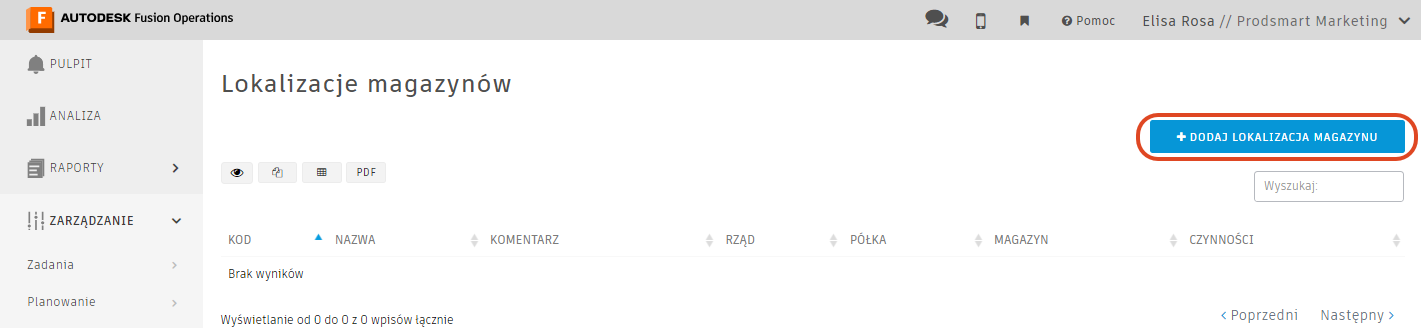 F AUTODESK Fusion Operations
Pomoc
Elisa Rosa // Prodsmart Marketing
PULPIT
ANALIZA
RAPORTY
ZARZĄDZANIE
Zadania
Planowanie
Lokalizacje magazynów
+ DODAJ LOKALIZACJA MAGAZYNU
PDF
Wyszukaj:
KOD NAZWA KOMENTARZ RZĄD PÓŁKA MAGAZYN CZYNNOŚCI
Brak wyników
Wyświetlanie od 0 do 0 z 0 wpisów łącznie
‹ Poprzedni Następny ›